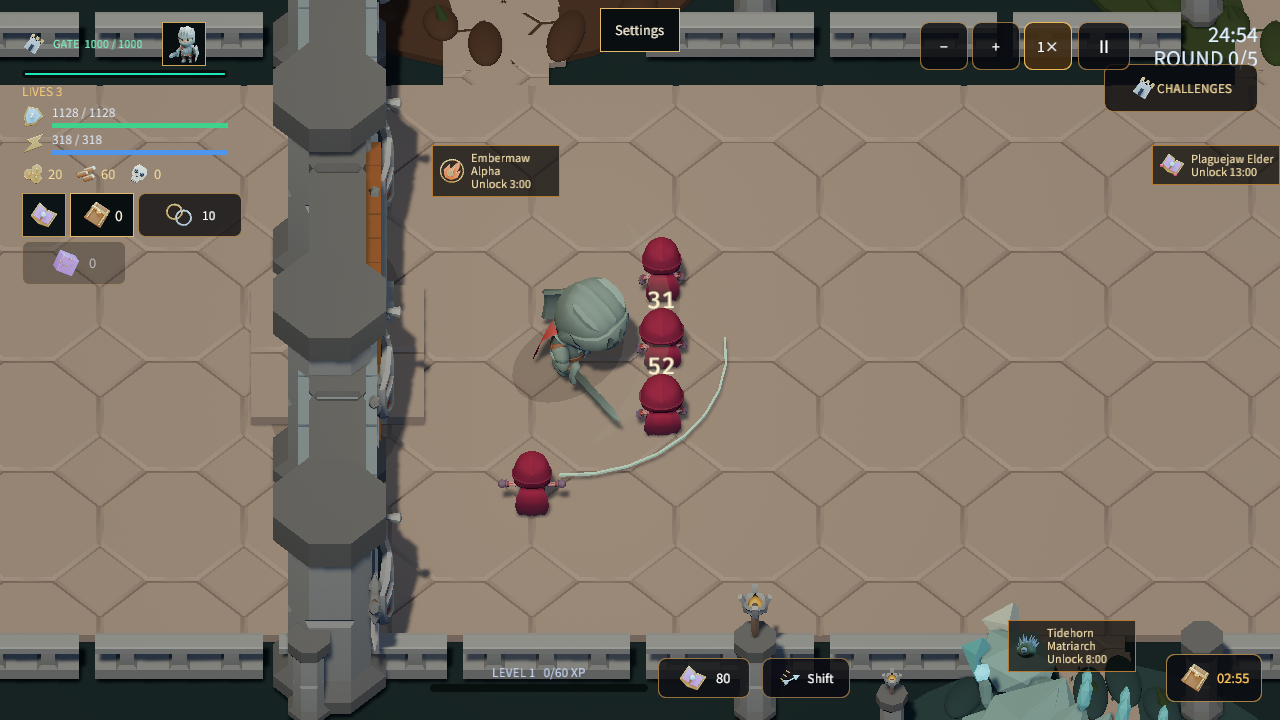 GATE 1000 / 1000
LIVES 3
1128 / 1128
318 / 318
20
60
0
0
10
0
Settings
−
+
1×
24:54
ROUND 0/5
CHALLENGES
Embermaw
Alpha
Unlock 3:00
Plaguejaw Elder
Unlock 13:00
31
52
Tidehorn
Matriarch
Unlock 8:00
LEVEL 1 0/60 XP
80
Shift
02:55